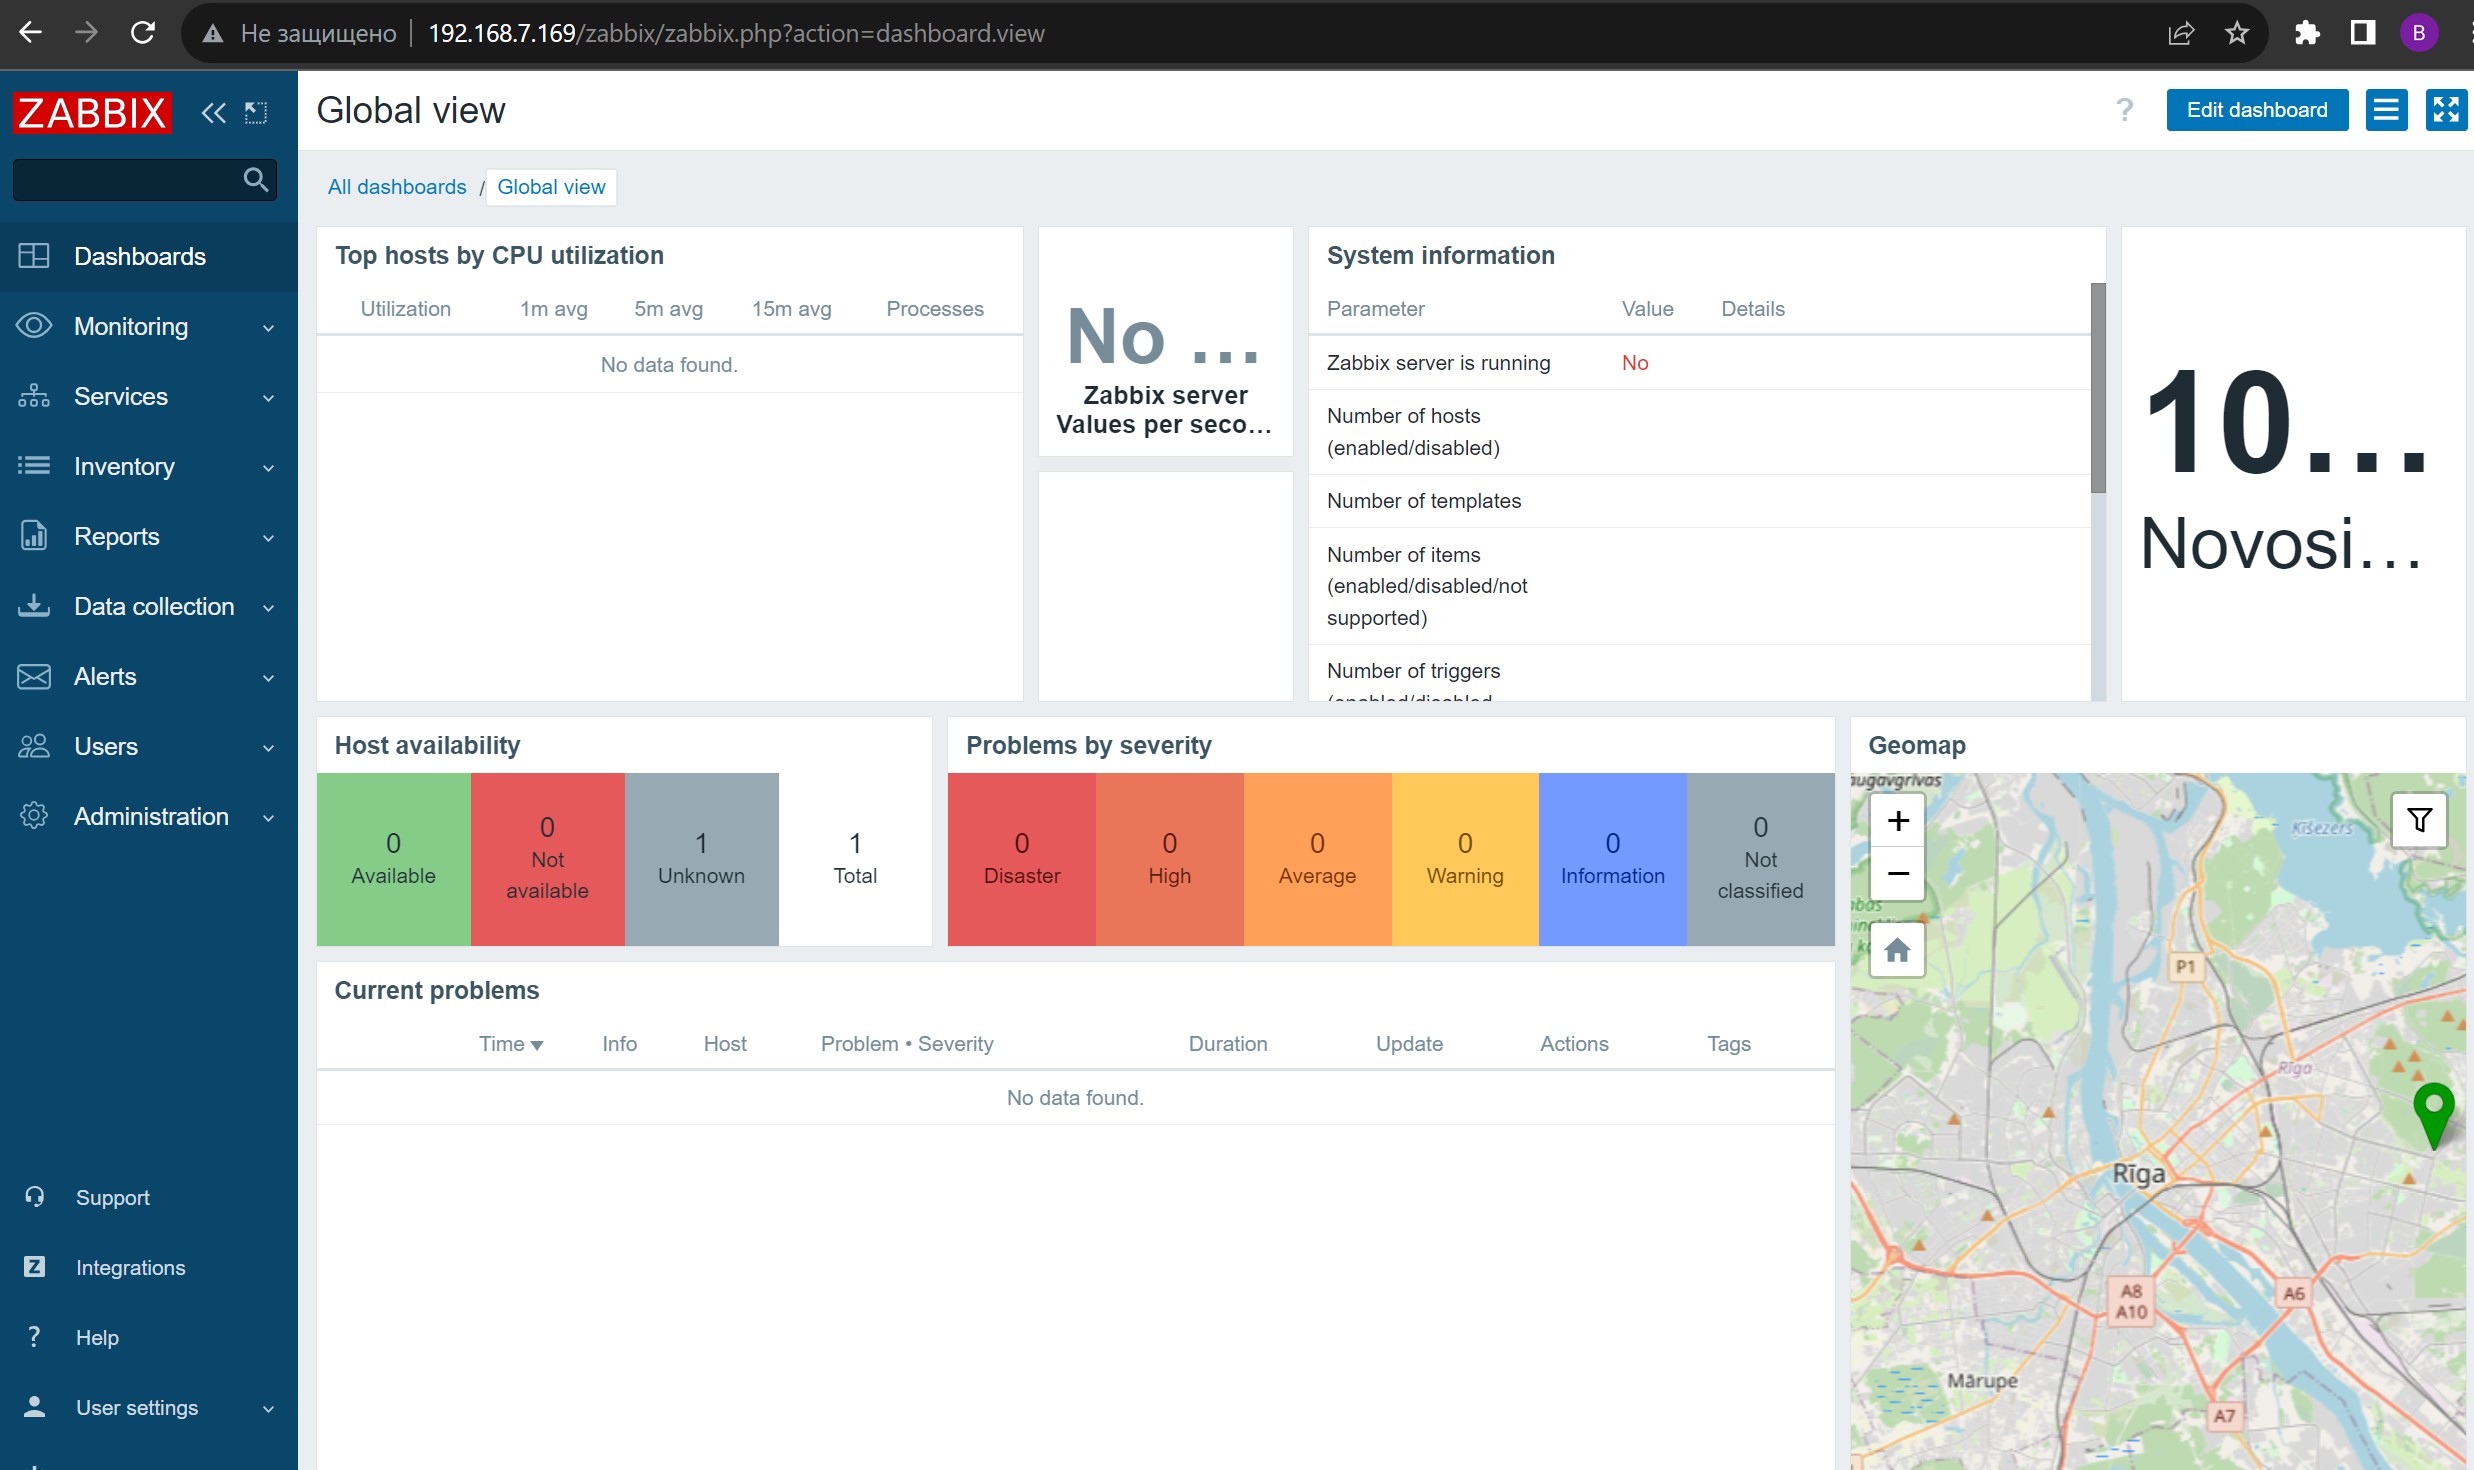 Не защищено
192.168.7.169/zabbix/zabbix.php?action=dashboard.view
B
ZABBIX
Global view
?
Edit dashboard
All dashboards / Global view
Dashboards
Monitoring
Services
Inventory
Reports
Data collection
Alerts
Users
Administration
Support
Z Integrations
? Help
User settings
Top hosts by CPU utilization
Utilization 1m avg 5m avg 15m avg Processes
No data found.
No ...
Zabbix server
Values per seco...
System information
Parameter Value Details
Zabbix server is running No
Number of hosts
(enabled/disabled)
Number of templates
Number of items
(enabled/disabled/not
supported)
Number of triggers
(enabled/disabled
10...
Novosi...
Host availability
0
Available
0
Not
available
1
Unknown
1
Total
Problems by severity
0
Disaster
0
High
0
Average
0
Warning
0
Information
0
Not
classified
Current problems
Time Info Host Problem • Severity Duration Update Actions Tags
No data found.
Geomap
+
−
Ķīšezers
P1
Rīga
Rīga
A8
A10
A6
Mārupe
A7